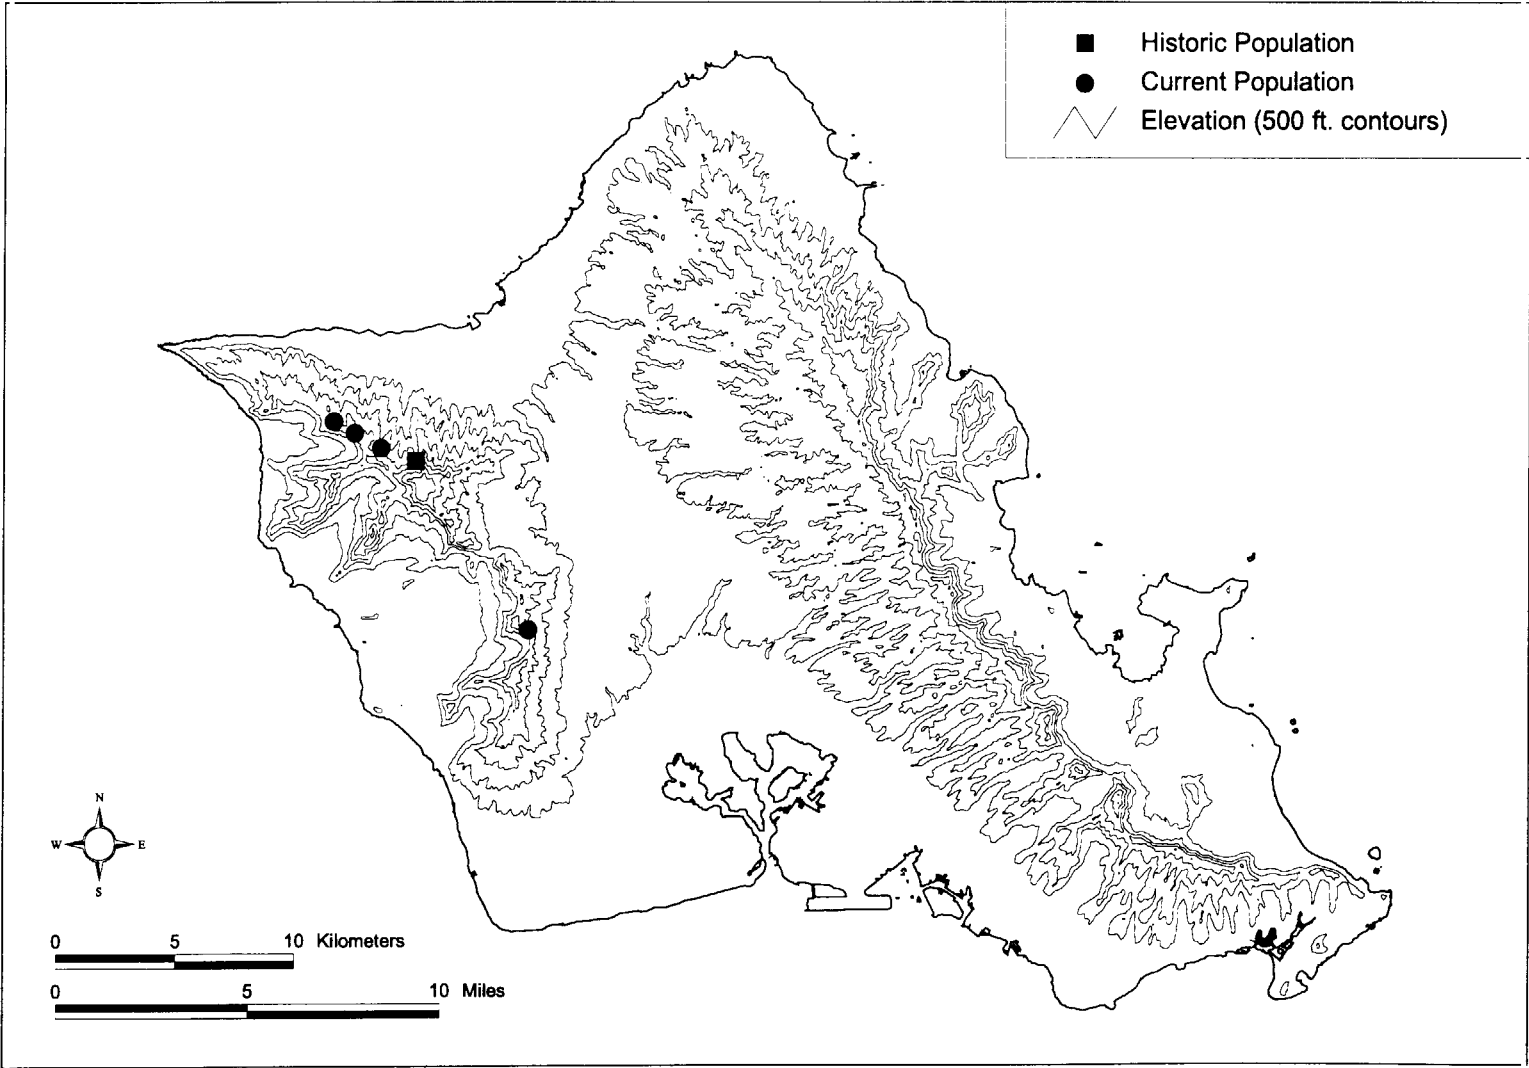 Historic Population
Current Population
Elevation (500 ft. contours)
N
W E
S
0 5 10 Kilometers
0 5 10 Miles